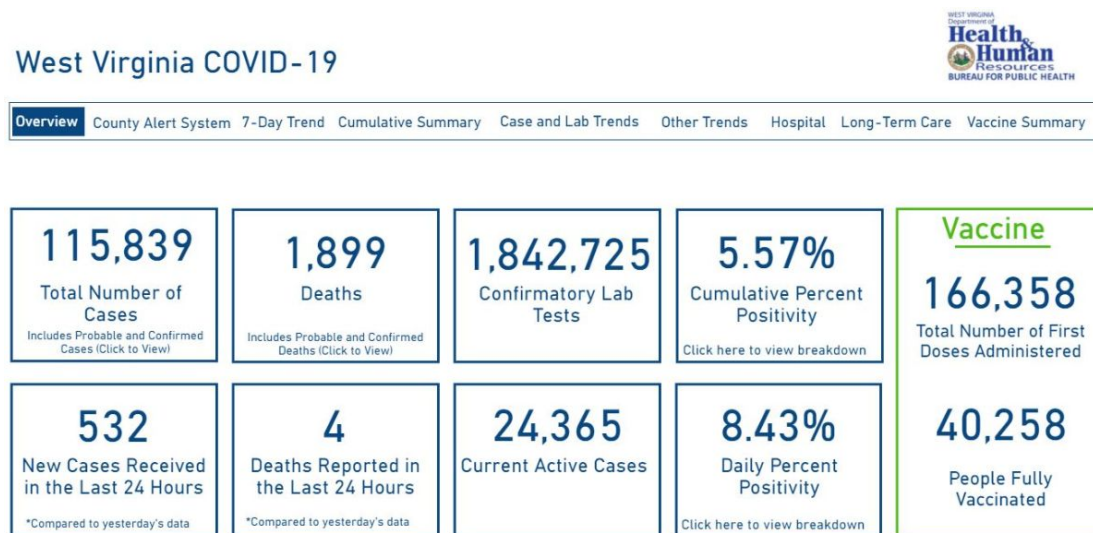 WEST VIRGINIA
Department of
Health
&
Human
Resources
BUREAU FOR PUBLIC HEALTH
West Virginia COVID-19
Overview County Alert System 7-Day Trend Cumulative Summary Case and Lab Trends Other Trends Hospital Long-Term Care Vaccine Summary
115,839
Total Number of
Cases
Includes Probable and Confirmed
Cases (Click to View)
1,899
Deaths
Includes Probable and Confirmed
Deaths (Click to View)
1,842,725
Confirmatory Lab
Tests
5.57%
Cumulative Percent
Positivity
Click here to view breakdown
Vaccine
166,358
Total Number of First
Doses Administered
532
New Cases Received
in the Last 24 Hours
*Compared to yesterday's data
4
Deaths Reported in
the Last 24 Hours
*Compared to yesterday's data
24,365
Current Active Cases
8.43%
Daily Percent
Positivity
Click here to view breakdown
40,258
People Fully
Vaccinated